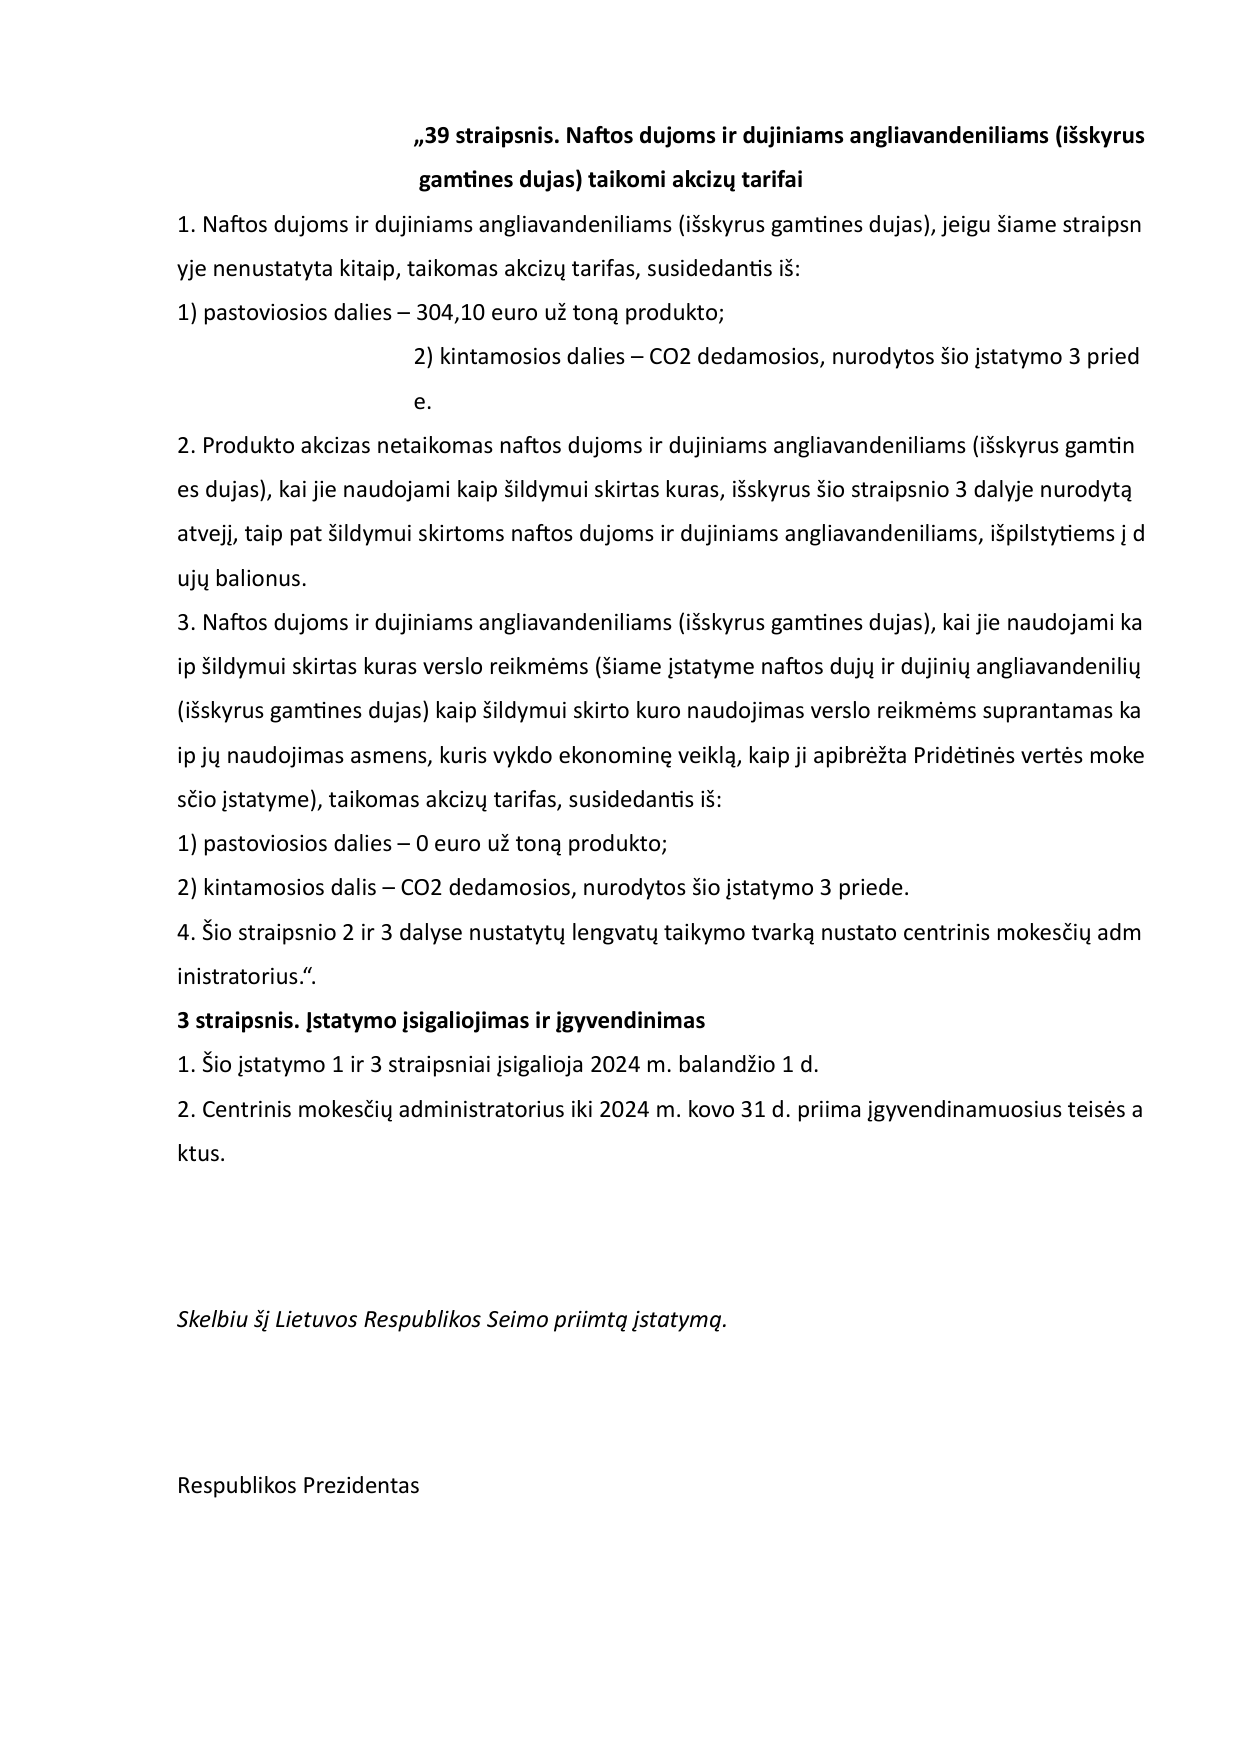 „39 straipsnis. Naftos dujoms ir dujiniams angliavandeniliams (išskyrus
gamtines dujas) taikomi akcizų tarifai
1. Naftos dujoms ir dujiniams angliavandeniliams (išskyrus gamtines dujas), jeigu šiame straipsn
yje nenustatyta kitaip, taikomas akcizų tarifas, susidedantis iš:
1) pastoviosios dalies – 304,10 euro už toną produkto;
2) kintamosios dalies – CO2 dedamosios, nurodytos šio įstatymo 3 pried
e.
2. Produkto akcizas netaikomas naftos dujoms ir dujiniams angliavandeniliams (išskyrus gamtin
es dujas), kai jie naudojami kaip šildymui skirtas kuras, išskyrus šio straipsnio 3 dalyje nurodytą
atvejį, taip pat šildymui skirtoms naftos dujoms ir dujiniams angliavandeniliams, išpilstytiems į d
ujų balionus.
3. Naftos dujoms ir dujiniams angliavandeniliams (išskyrus gamtines dujas), kai jie naudojami ka
ip šildymui skirtas kuras verslo reikmėms (šiame įstatyme naftos dujų ir dujinių angliavandenilių
(išskyrus gamtines dujas) kaip šildymui skirto kuro naudojimas verslo reikmėms suprantamas ka
ip jų naudojimas asmens, kuris vykdo ekonominę veiklą, kaip ji apibrėžta Pridėtinės vertės moke
sčio įstatyme), taikomas akcizų tarifas, susidedantis iš:
1) pastoviosios dalies – 0 euro už toną produkto;
2) kintamosios dalis – CO2 dedamosios, nurodytos šio įstatymo 3 priede.
4. Šio straipsnio 2 ir 3 dalyse nustatytų lengvatų taikymo tvarką nustato centrinis mokesčių adm
inistratorius.“.
3 straipsnis. Įstatymo įsigaliojimas ir įgyvendinimas
1. Šio įstatymo 1 ir 3 straipsniai įsigalioja 2024 m. balandžio 1 d.
2. Centrinis mokesčių administratorius iki 2024 m. kovo 31 d. priima įgyvendinamuosius teisės a
ktus.
Skelbiu šį Lietuvos Respublikos Seimo priimtą įstatymą.
Respublikos Prezidentas